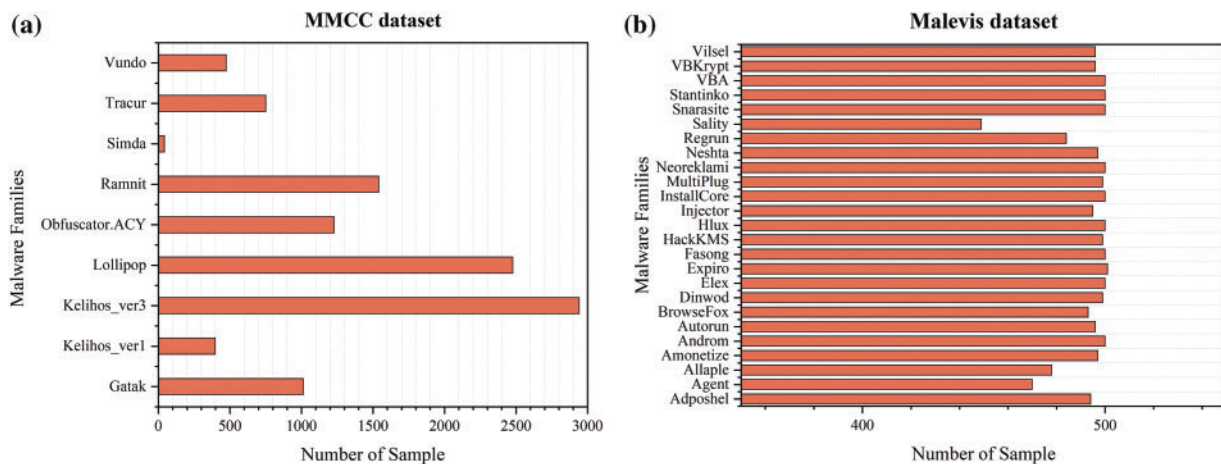 (a)
MMCC dataset
Malware Families
Vundo
Tracur
Simda
Ramnit
Obfuscator.ACY
Lollipop
Kelihos_ver3
Kelihos_ver1
Gatak
0 500 1000 1500 2000 2500 3000
Number of Sample
(b)
Malevis dataset
Malware Families
Vilsel
VBKrypt
VBA
Stantinko
Snarasite
Sality
Regrun
Neshta
Neoreklami
MultiPlug
InstallCore
Injector
Hlux
HackKMS
Fasong
Expiro
Elex
Dinwod
BrowseFox
Autorun
Androm
Amonetize
Allaple
Agent
Adposhel
400 500
Number of Sample